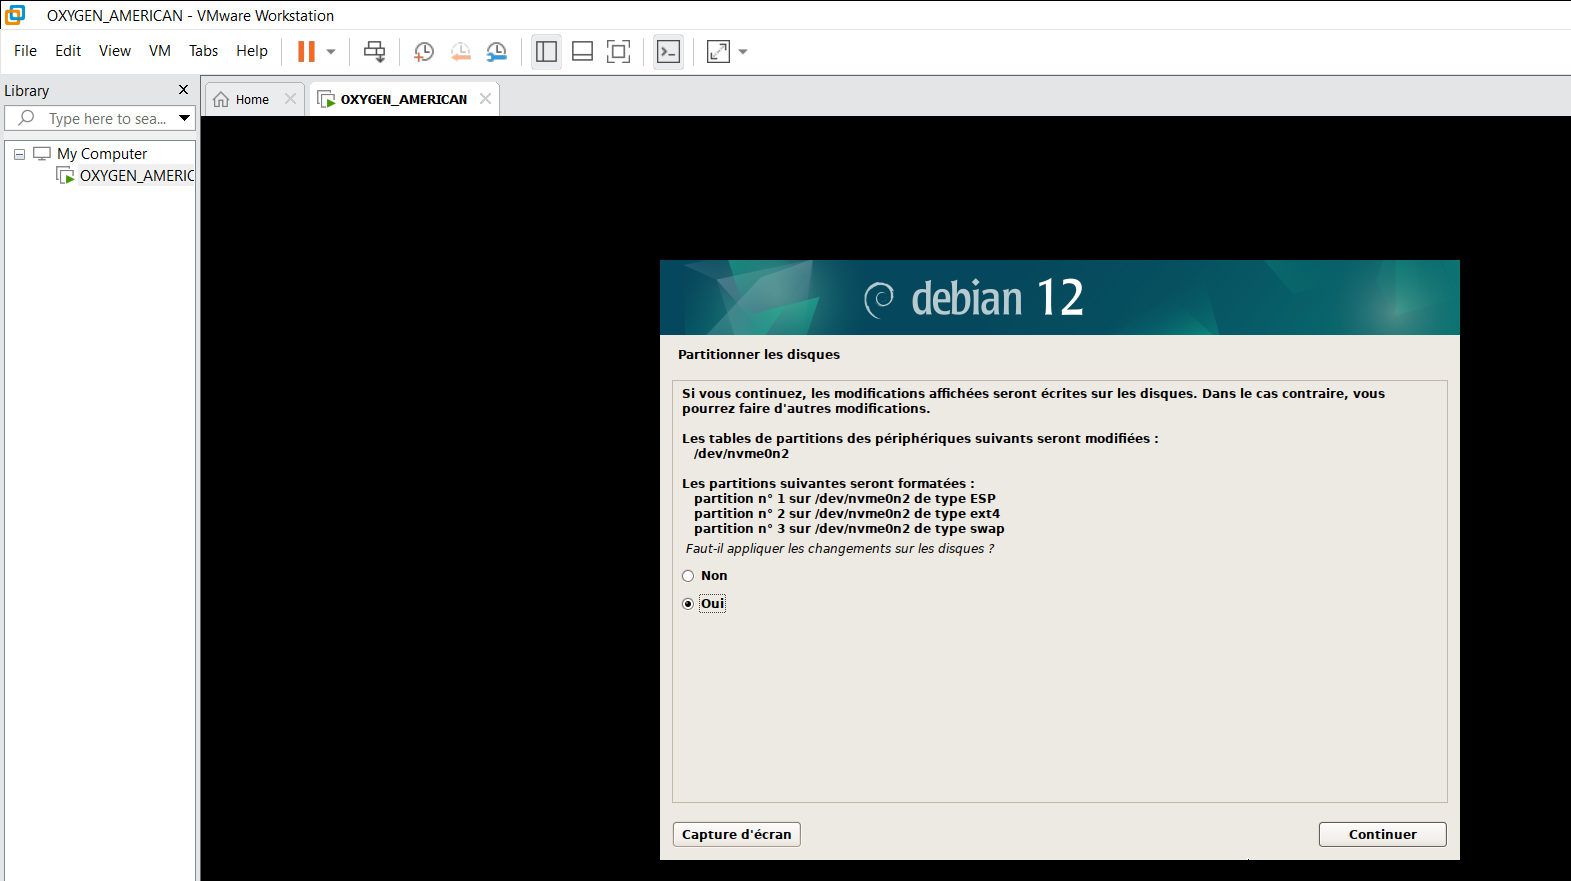 OXYGEN_AMERICAN - VMware Workstation
File Edit View VM Tabs Help
Library
Type here to sea...
My Computer
OXYGEN_AMERIC
Home
OXYGEN_AMERICAN
debian 12
Partitionner les disques
Si vous continuez, les modifications affichées seront écrites sur les disques. Dans le cas contraire, vous
pourrez faire d'autres modifications.
Les tables de partitions des périphériques suivants seront modifiées :
/dev/nvme0n2
Les partitions suivantes seront formatées :
partition n° 1 sur /dev/nvme0n2 de type ESP
partition n° 2 sur /dev/nvme0n2 de type ext4
partition n° 3 sur /dev/nvme0n2 de type swap
Faut-il appliquer les changements sur les disques ?
Non
Oui
Capture d'écran
Continuer